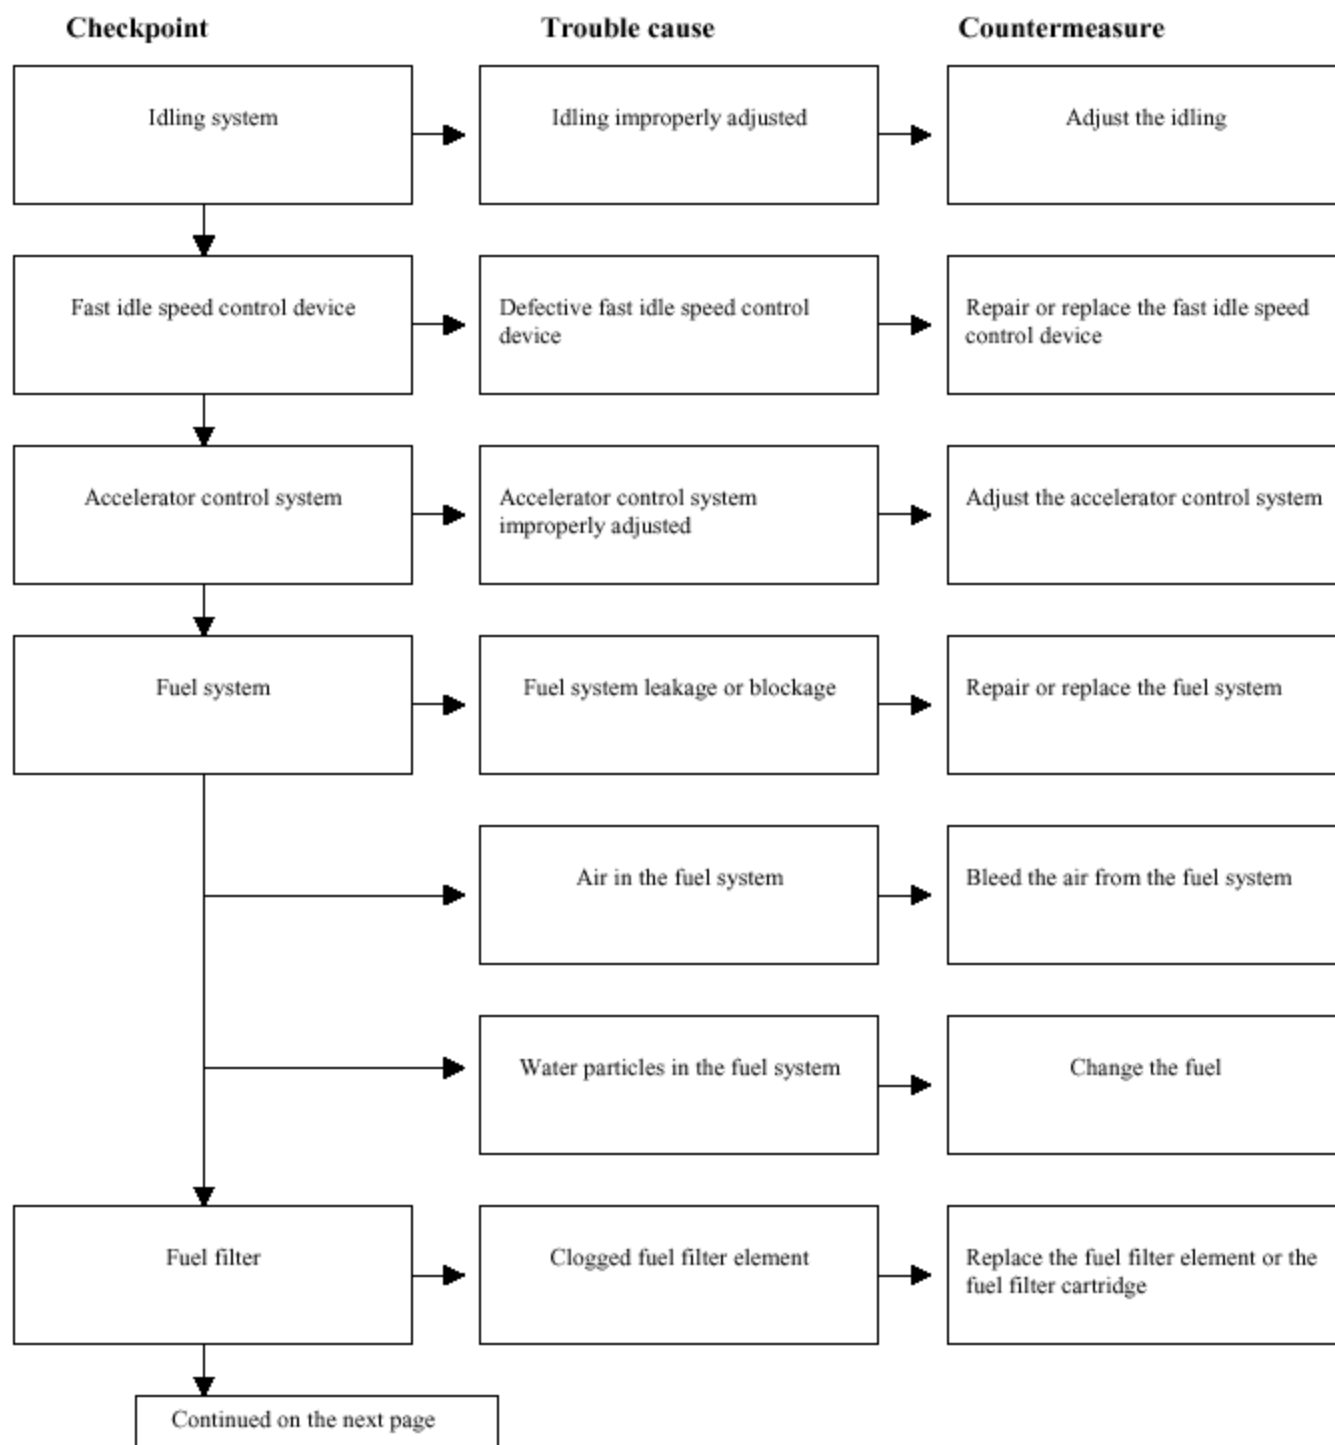 Checkpoint
Trouble cause
Countermeasure
Idling system
Idling improperly adjusted
Adjust the idling
Fast idle speed control device
Defective fast idle speed control
device
Repair or replace the fast idle speed
control device
Accelerator control system
Accelerator control system
improperly adjusted
Adjust the accelerator control system
Fuel system
Fuel system leakage or blockage
Repair or replace the fuel system
Air in the fuel system
Bleed the air from the fuel system
Water particles in the fuel system
Change the fuel
Fuel filter
Clogged fuel filter element
Replace the fuel filter element or the
fuel filter cartridge
Continued on the next page